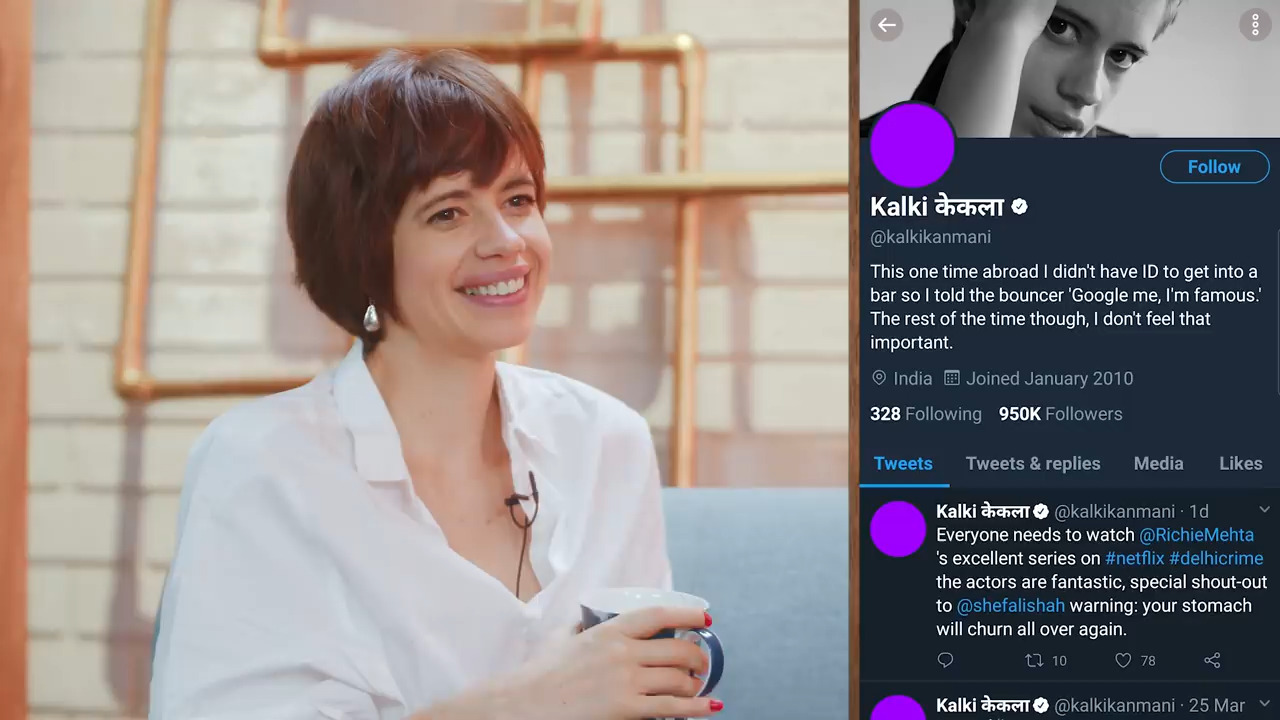 Follow
Kalki केकला
@kalkikanmani
This one time abroad I didn't have ID to get into a
bar so I told the bouncer 'Google me, I'm famous.'
The rest of the time though, I don't feel that
important.
India Joined January 2010
328 Following 950K Followers
Tweets Tweets & replies Media Likes
Kalki केकला @kalkikanmani · 1d
Everyone needs to watch @RichieMehta
's excellent series on #netflix #delhicrime
the actors are fantastic, special shout-out
to @shefalishah warning: your stomach
will churn all over again.
10 78
Kalki केकला @kalkikanmani · 25 Mar